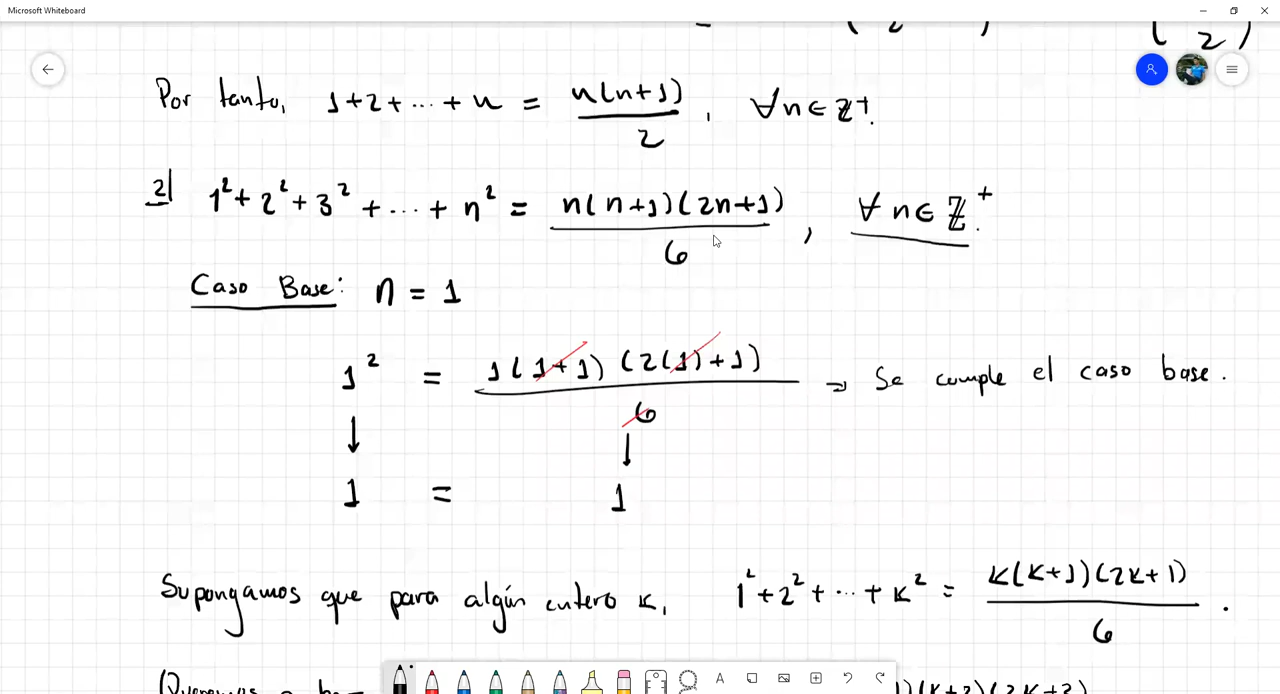 Microsoft Whiteboard
= ( 2 ) ( 2 )
Por tanto, 1+2+...+n = n(n+1)/2, ∀n∈Z+.
2| 1²+2²+3²+...+n² = n(n+1)(2n+1)/6, ∀n∈Z+.
Caso Base: n = 1
1² = 1(1+1)(2(1)+1)/6 → Se cumple el caso base.
↓ ↓
1 = 1
Supongamos que para algún entero k, 1²+2²+...+k² = k(k+1)(2k+1)/6.